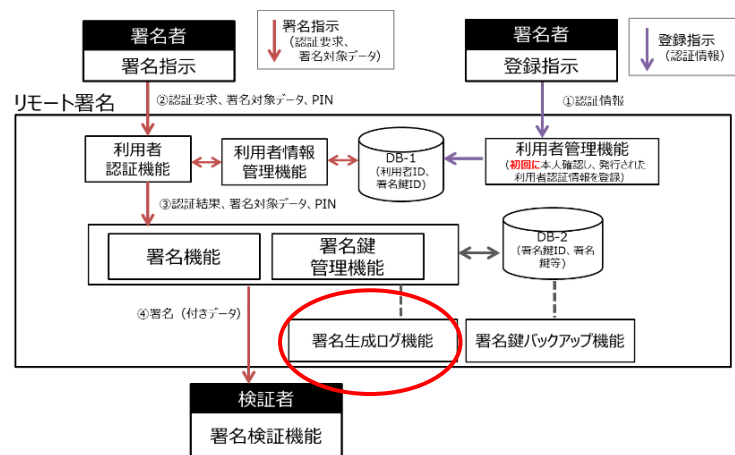 署名者
署名指示
署名指示
(認証要求、
署名対象データ)
署名者
登録指示
登録指示
(認証情報)
リモート署名
②認証要求、署名対象データ、PIN
①認証情報
利用者
認証機能
利用者情報
管理機能
DB-1
(利用者ID、
署名鍵ID)
利用者管理機能
(初回に本人確認し、発行された
利用者認証情報を登録)
③認証結果、署名対象データ、PIN
署名機能
署名鍵
管理機能
DB-2
(署名鍵ID、署名
鍵等)
④署名（付きデータ）
署名生成ログ機能
署名鍵バックアップ機能
検証者
署名検証機能